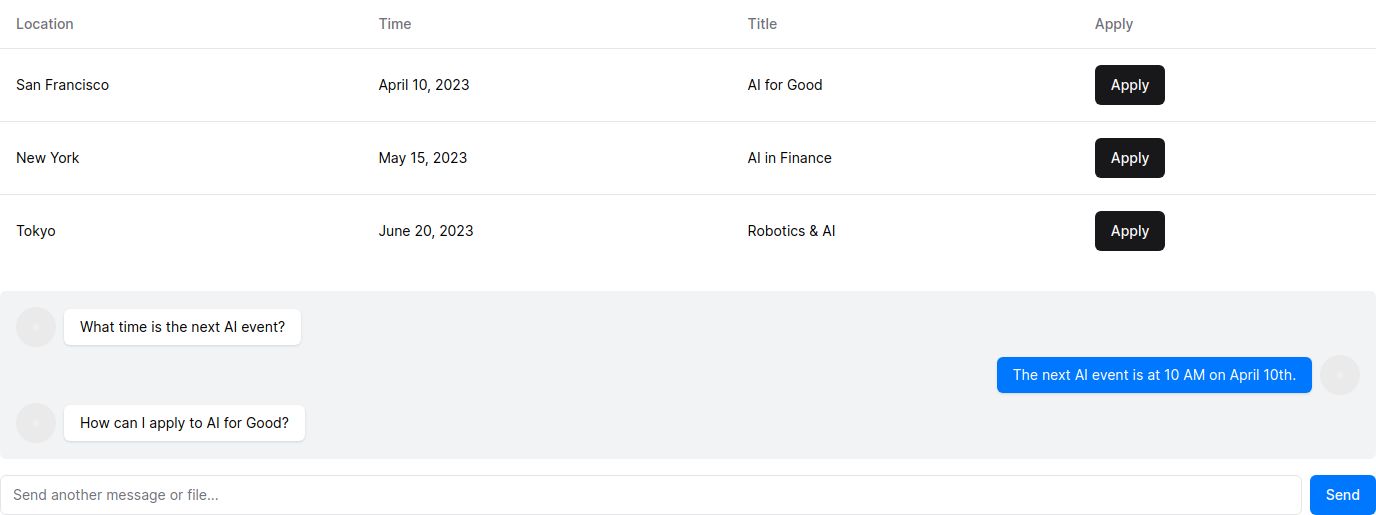 Location Time Title Apply
San Francisco April 10, 2023 AI for Good Apply
New York May 15, 2023 AI in Finance Apply
Tokyo June 20, 2023 Robotics & AI Apply
What time is the next AI event?
The next AI event is at 10 AM on April 10th.
How can I apply to AI for Good?
Send another message or file... Send